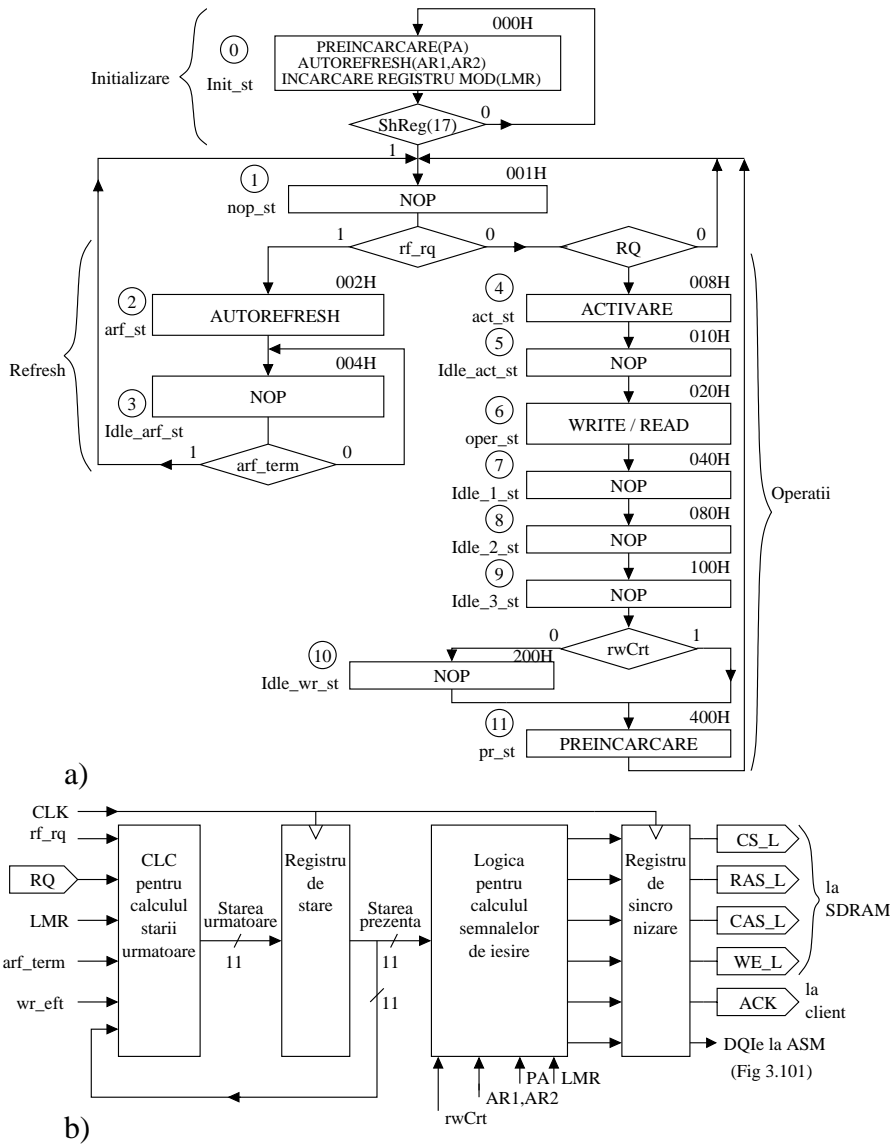 000H
0
PREINCARCARE(PA)
AUTOREFRESH(AR1,AR2)
INCARCARE REGISTRU MOD(LMR)
Initializare
Init_st
ShReg(17)
0
1
1
001H
nop_st
NOP
1
rf_rq
0
RQ
0
2
002H
arf_st
AUTOREFRESH
4
008H
act_st
ACTIVARE
Refresh
004H
3
NOP
Idle_arf_st
1
arf_term
0
5
010H
Idle_act_st
NOP
020H
6
WRITE / READ
oper_st
7
040H
Idle_1_st
NOP
Operatii
8
080H
Idle_2_st
NOP
9
100H
Idle_3_st
NOP
0
rwCrt
1
10
200H
Idle_wr_st
NOP
11
400H
pr_st
PREINCARCARE
a)
CLK
rf_rq
RQ
LMR
arf_term
wr_eft
CLC
pentru
calculul
starii
urmatoare
Starea
urmatoare
11
Registru
de
stare
Starea
prezenta
11
11
Logica
pentru
calculul
semnalelor
de iesire
Registru
de
sincro
nizare
CS_L
RAS_L
CAS_L
WE_L
ACK
la
SDRAM
la
client
DQIe la ASM
(Fig 3.101)
PA
LMR
AR1,AR2
rwCrt
b)